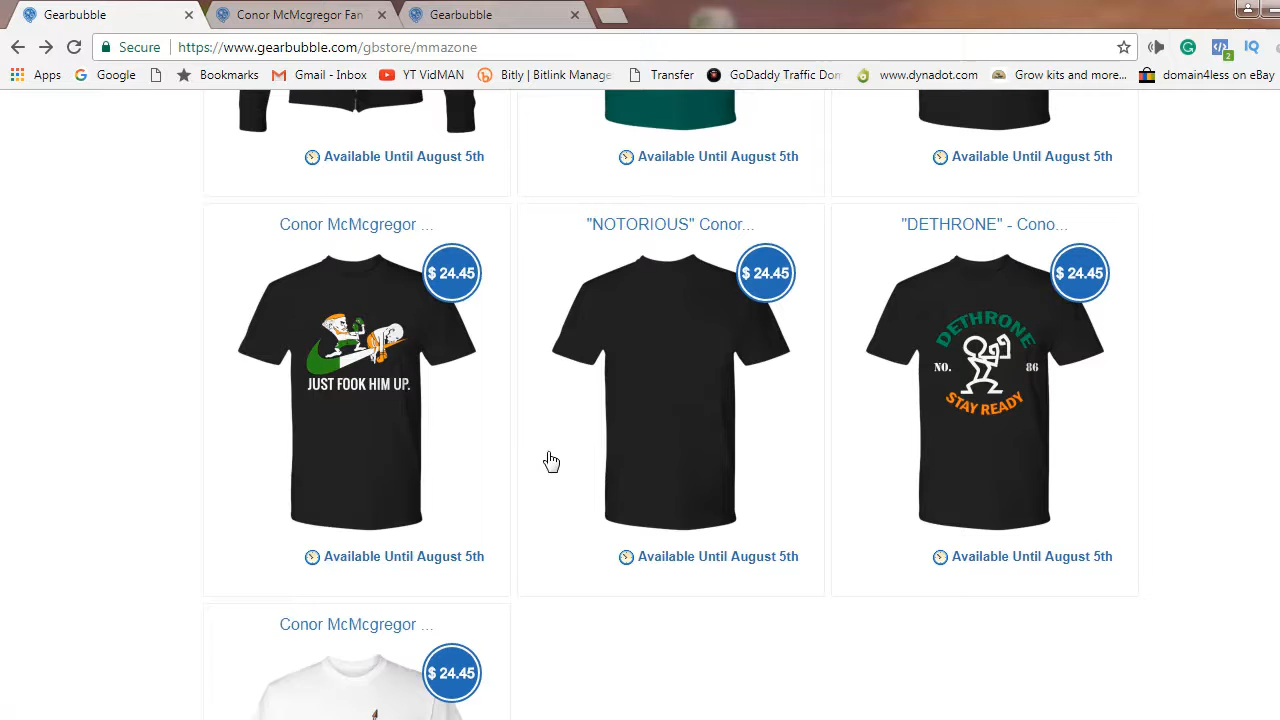 Gearbubble
Conor McMcgregor Fan
Gearbubble
Secure
https://www.gearbubble.com/gbstore/mmazone
Apps
Google
Bookmarks
Gmail - Inbox
YT VidMAN
Bitly | Bitlink Manage
Transfer
GoDaddy Traffic Dom
www.dynadot.com
Grow kits and more...
domain4less on eBay
Available Until August 5th
Available Until August 5th
Available Until August 5th
Conor McMcgregor ...
$ 24.45
JUST FOOK HIM UP.
Available Until August 5th
"NOTORIOUS" Conor...
$ 24.45
Available Until August 5th
"DETHRONE" - Cono...
$ 24.45
DETHRONE
NO. 86
STAY READY
Available Until August 5th
Conor McMcgregor ...
$ 24.45